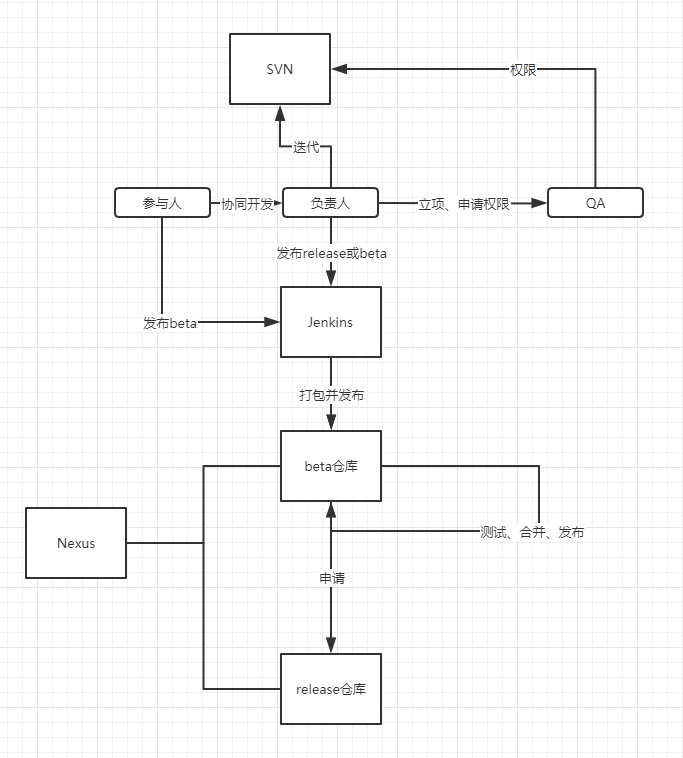 SVN
权限
迭代
参与人
协同开发
负责人
立项、申请权限
QA
发布release或beta
发布beta
Jenkins
打包并发布
beta仓库
测试、合并、发布
Nexus
申请
release仓库